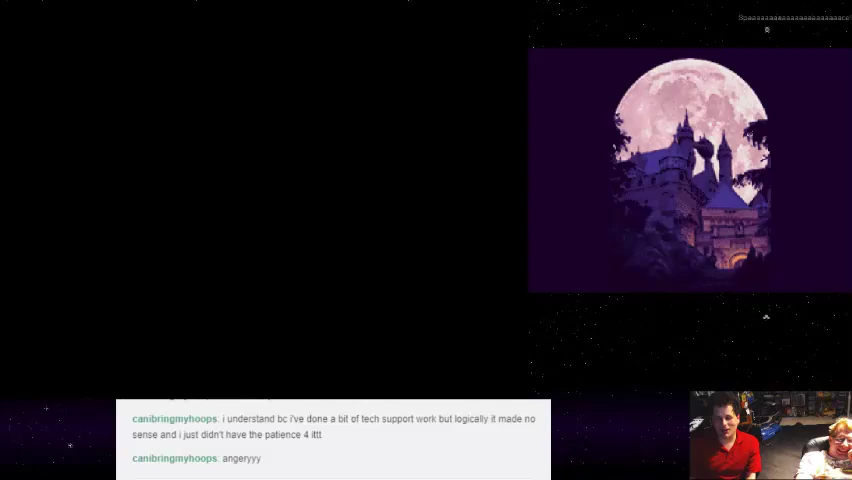 Spaaaaaaaaaaaaaaaaaaaace!
canibringmyhoops: i understand bc i've done a bit of tech support work but logically it made no
sense and i just didn't have the patience 4 ittt
canibringmyhoops: angeryyy